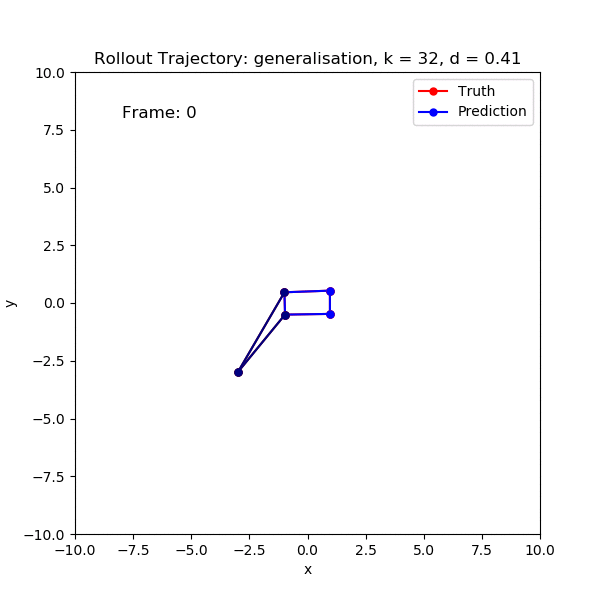 Rollout Trajectory: generalisation, k = 32, d = 0.41
Frame: 0
Truth
Prediction
10.0
7.5
5.0
2.5
0.0
−2.5
−5.0
−7.5
−10.0
y
−10.0 −7.5 −5.0 −2.5 0.0 2.5 5.0 7.5 10.0
x